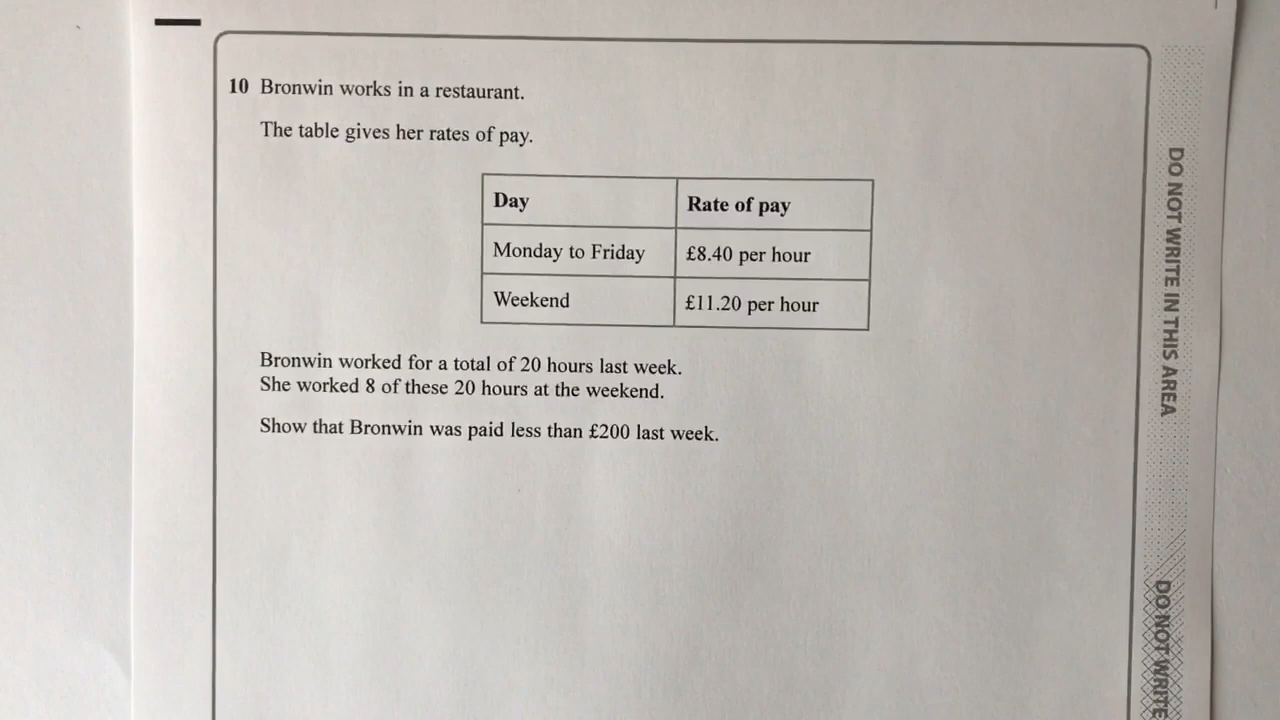 10 Bronwin works in a restaurant.
The table gives her rates of pay.
Day Rate of pay
Monday to Friday £8.40 per hour
Weekend £11.20 per hour
Bronwin worked for a total of 20 hours last week.
She worked 8 of these 20 hours at the weekend.
Show that Bronwin was paid less than £200 last week.
DO NOT WRITE IN THIS AREA
DO NOT WRITE